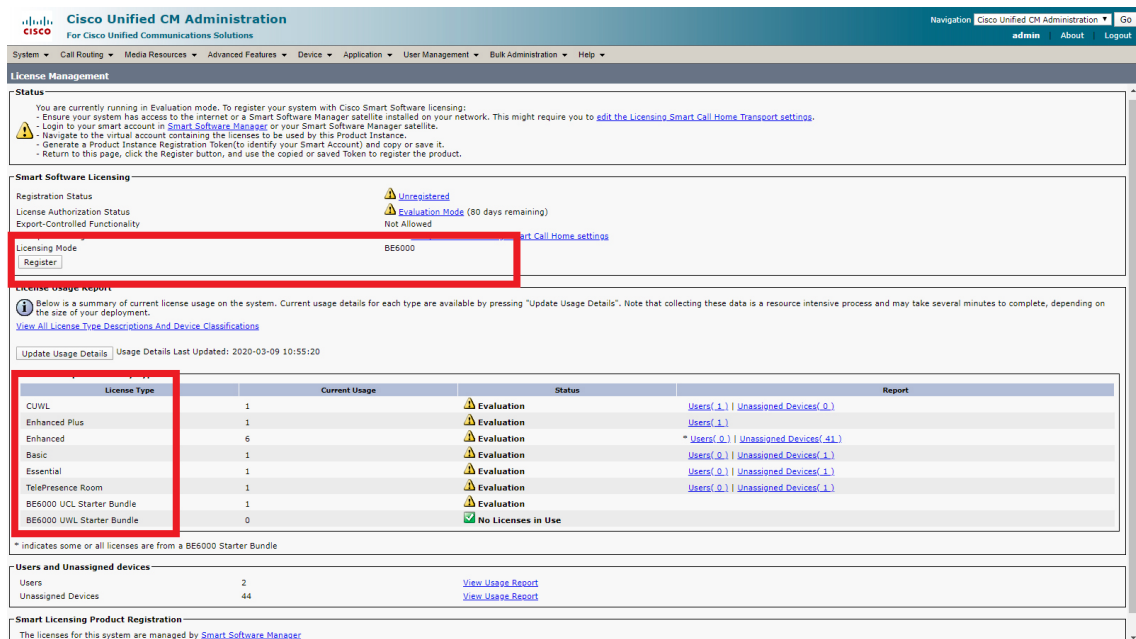 cisco
Cisco Unified CM Administration
For Cisco Unified Communications Solutions
Navigation Cisco Unified CM Administration Go
admin About Logout
System Call Routing Media Resources Advanced Features Device Application User Management Bulk Administration Help
License Management
Status
You are currently running in Evaluation mode. To register your system with Cisco Smart Software licensing:
- Ensure your system has access to the internet or a Smart Software Manager satellite installed on your network. This might require you to edit the Licensing Smart Call Home Transport settings.
- Login to your smart account in Smart Software Manager or your Smart Software Manager satellite.
- Navigate to the virtual account containing the licenses to be used by this Product Instance.
- Generate a Product Instance Registration Token(to identify your Smart Account) and copy or save it.
- Return to this page, click the Register button, and use the copied or saved Token to register the product.
Smart Software Licensing
Registration Status Unregistered
License Authorization Status Evaluation Mode (80 days remaining)
Export-Controlled Functionality Not Allowed
Call Home settings
Licensing Mode BE6000
Register
License Usage Report
Below is a summary of current license usage on the system. Current usage details for each type are available by pressing "Update Usage Details". Note that collecting these data is a resource intensive process and may take several minutes to complete, depending on
the size of your deployment.
View All License Type Descriptions And Device Classifications
Update Usage Details Usage Details Last Updated: 2020-03-09 10:55:20
License Type Current Usage Status Report
CUWL 1 Evaluation Users( 1 ) | Unassigned Devices( 0 )
Enhanced Plus 1 Evaluation Users( 1 )
Enhanced 6 Evaluation * Users( 0 ) | Unassigned Devices( 41 )
Basic 1 Evaluation Users( 0 ) | Unassigned Devices( 1 )
Essential 1 Evaluation Users( 0 ) | Unassigned Devices( 1 )
TelePresence Room 1 Evaluation Users( 0 ) | Unassigned Devices( 1 )
BE6000 UCL Starter Bundle 1 Evaluation
BE6000 UWL Starter Bundle 0 No Licenses in Use
* indicates some or all licenses are from a BE6000 Starter Bundle
Users and Unassigned devices
Users 2 View Usage Report
Unassigned Devices 44 View Usage Report
Smart Licensing Product Registration
The licenses for this system are managed by Smart Software Manager